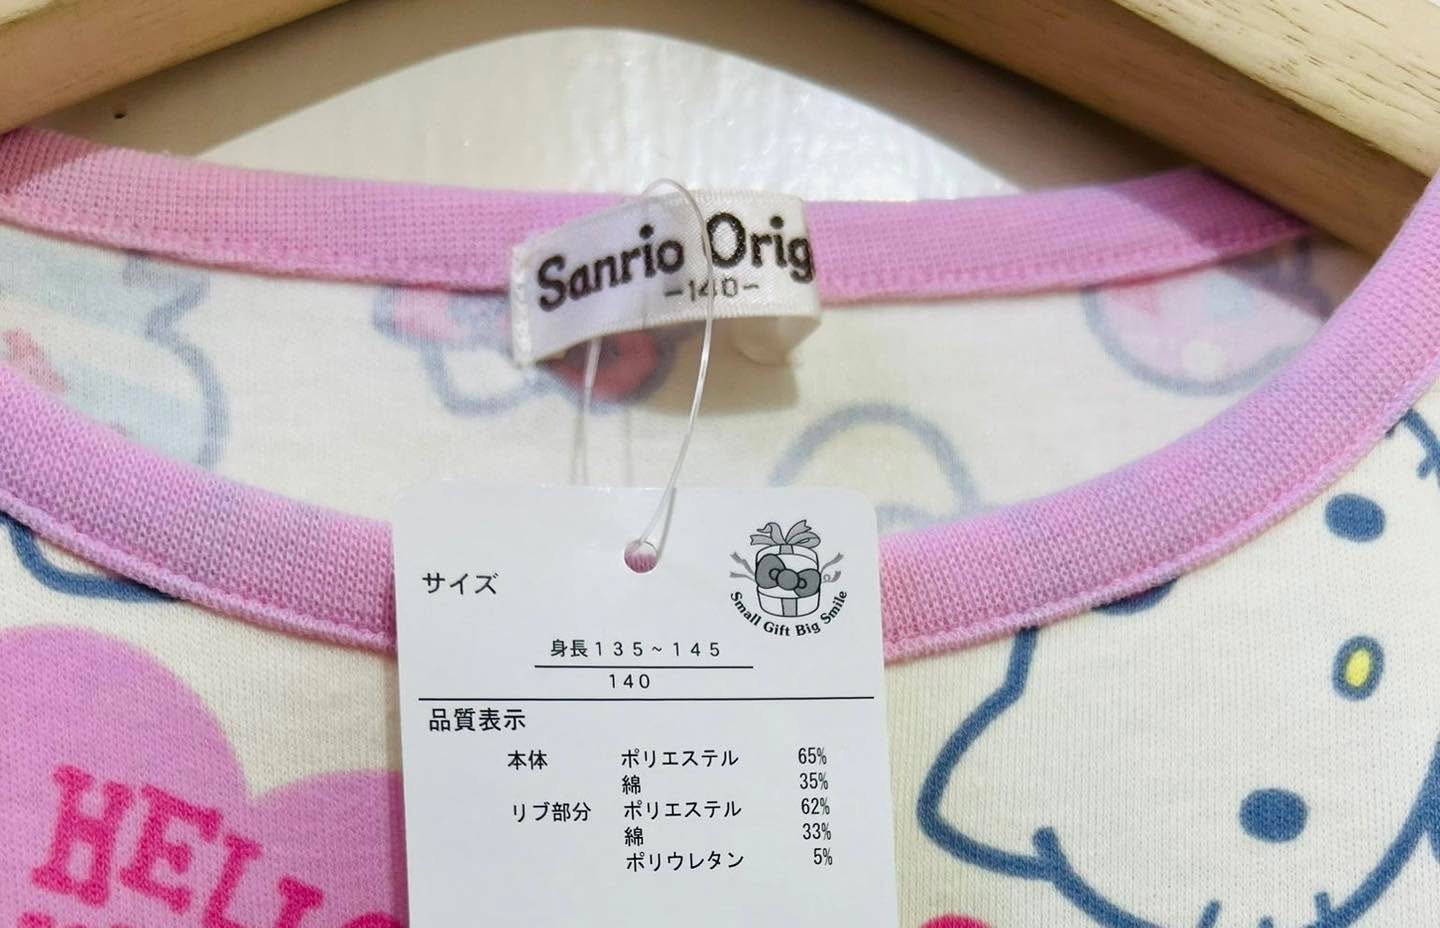 Sanrio Orig
-140-
サイズ
Small Gift Big Smile
身長135~145
140
品質表示
本体 ポリエステル 65%
綿 35%
リブ部分 ポリエステル 62%
綿 33%
ポリウレタン 5%
HELLO